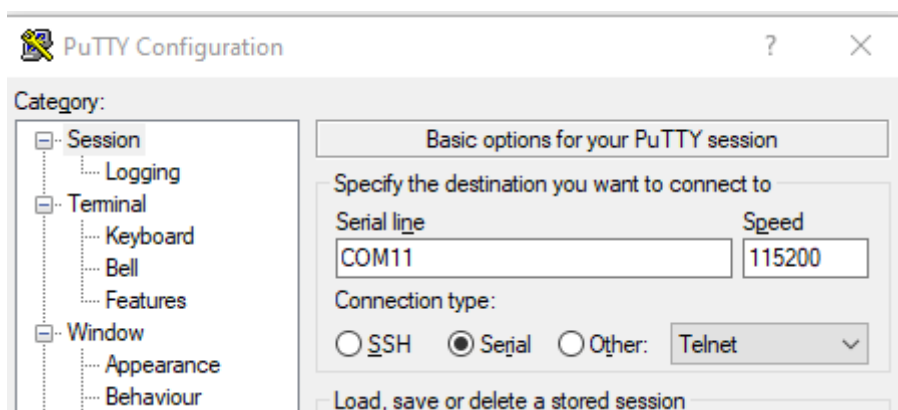 PuTTY Configuration
?
Category:
Session
Logging
Terminal
Keyboard
Bell
Features
Window
Appearance
Behaviour
Basic options for your PuTTY session
Specify the destination you want to connect to
Serial line Speed
COM11 115200
Connection type:
SSH Serial Other: Telnet
Load, save or delete a stored session